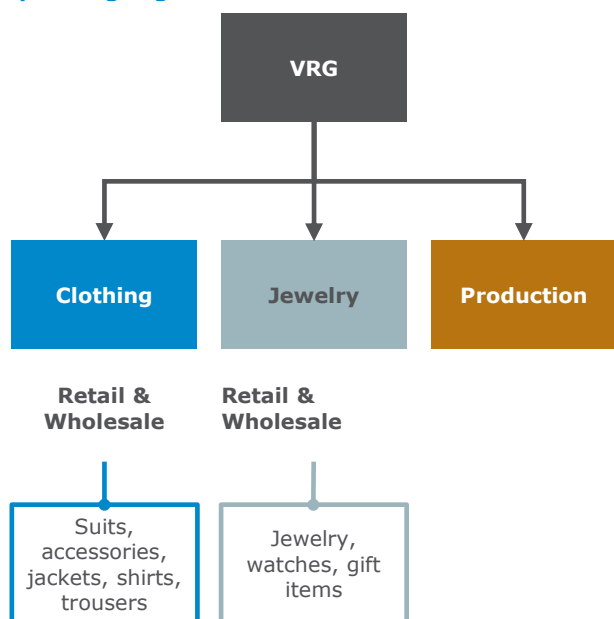 VRG
Clothing
Jewelry
Production
Retail &
Wholesale
Retail &
Wholesale
Suits,
accessories,
jackets, shirts,
trousers
Jewelry,
watches, gift
items